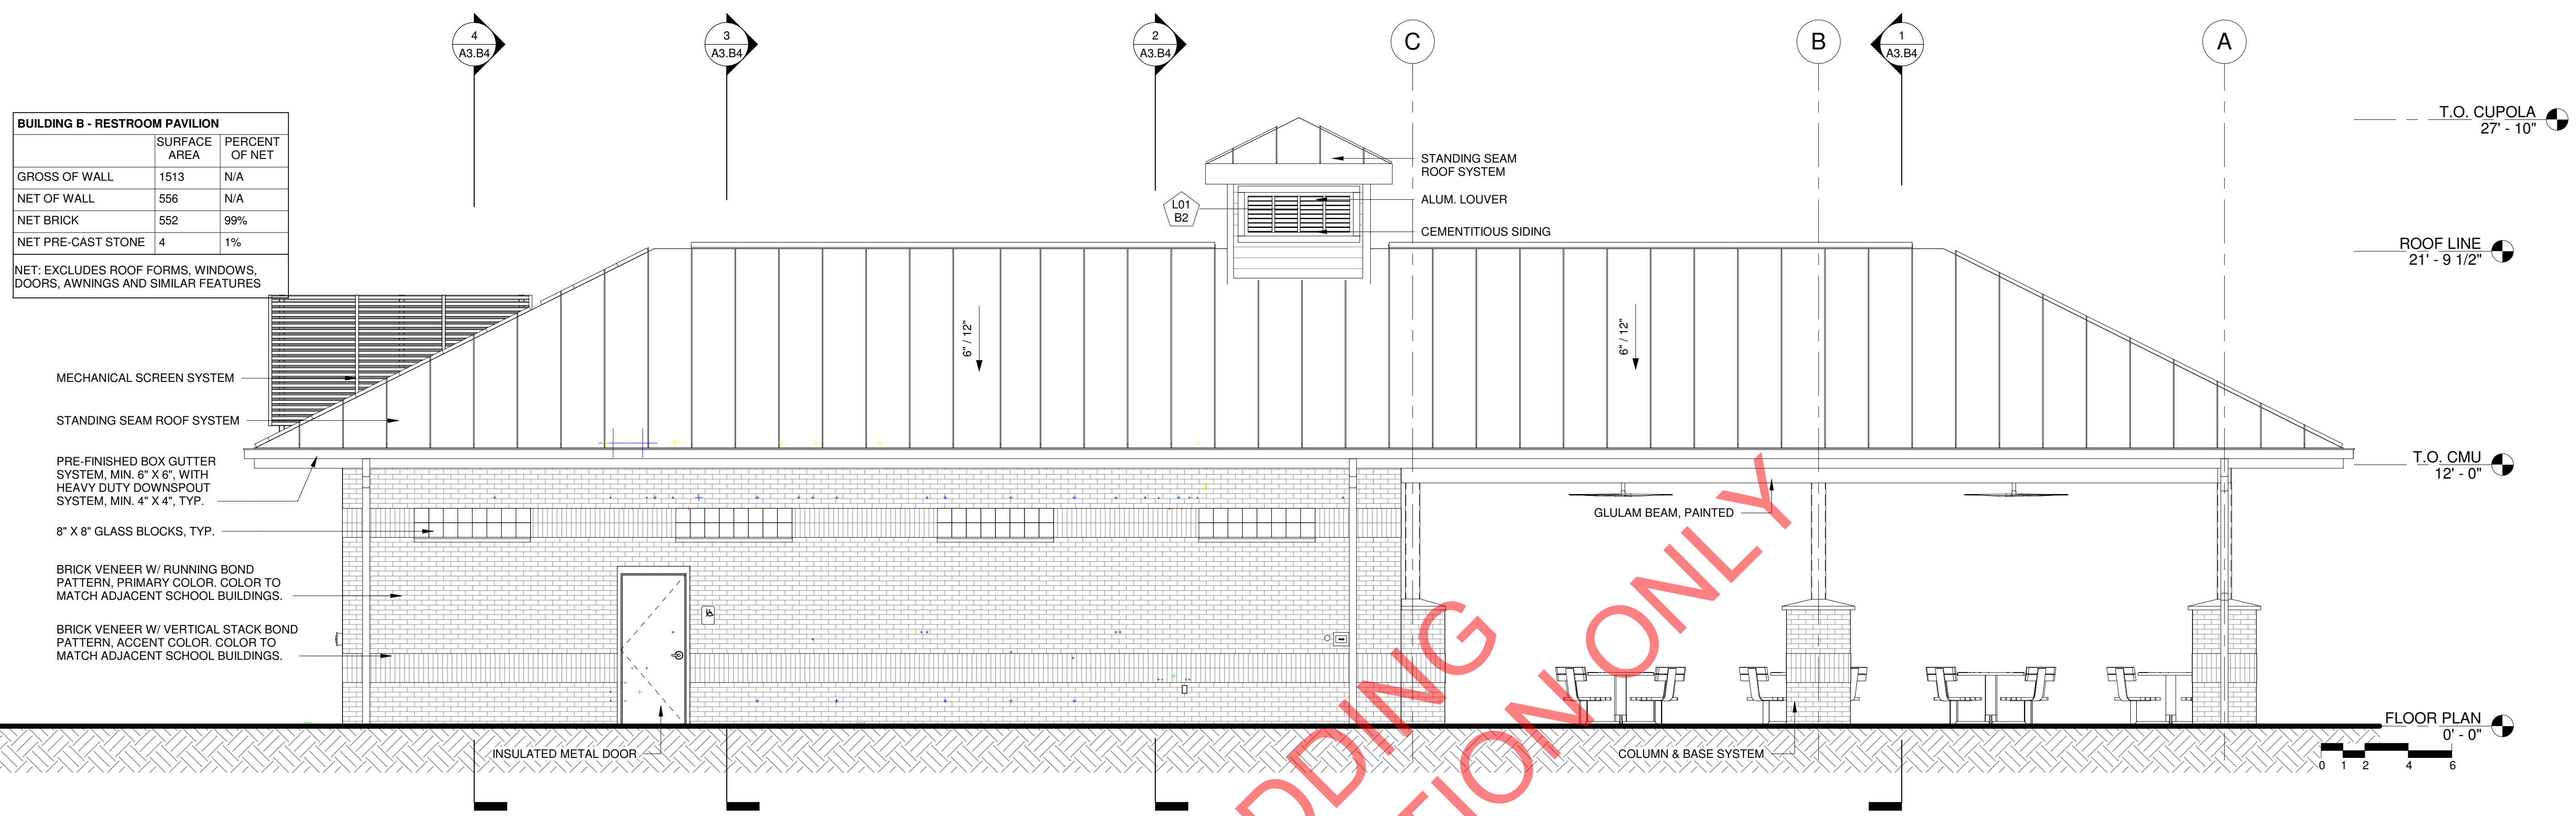 4
A3.B4
3
A3.B4
2
A3.B4
C
B
1
A3.B4
A
BUILDING B - RESTROOM PAVILION
SURFACE AREA PERCENT OF NET
GROSS OF WALL 1513 N/A
NET OF WALL 556 N/A
NET BRICK 552 99%
NET PRE-CAST STONE 4 1%
NET: EXCLUDES ROOF FORMS, WINDOWS,
DOORS, AWNINGS AND SIMILAR FEATURES
T.O. CUPOLA
27' - 10"
STANDING SEAM
ROOF SYSTEM
L01
B2
ALUM. LOUVER
CEMENTITIOUS SIDING
ROOF LINE
21' - 9 1/2"
6" / 12"
6" / 12"
MECHANICAL SCREEN SYSTEM
STANDING SEAM ROOF SYSTEM
PRE-FINISHED BOX GUTTER
SYSTEM, MIN. 6" X 6", WITH
HEAVY DUTY DOWNSPOUT
SYSTEM, MIN. 4" X 4", TYP.
T.O. CMU
12' - 0"
GLULAM BEAM, PAINTED
8" X 8" GLASS BLOCKS, TYP.
BRICK VENEER W/ RUNNING BOND
PATTERN, PRIMARY COLOR. COLOR TO
MATCH ADJACENT SCHOOL BUILDINGS.
BRICK VENEER W/ VERTICAL STACK BOND
PATTERN, ACCENT COLOR. COLOR TO
MATCH ADJACENT SCHOOL BUILDINGS.
FLOOR PLAN
0' - 0"
INSULATED METAL DOOR
COLUMN & BASE SYSTEM
0 1 2 4 6
DDING
TION ONLY